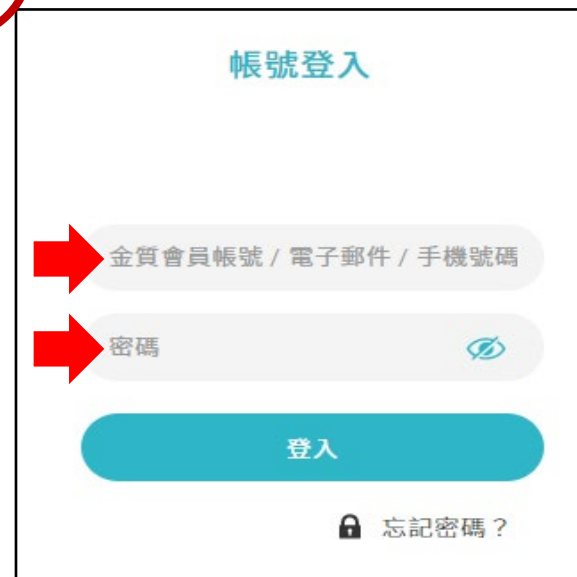 帳號登入
金質會員帳號 / 電子郵件 / 手機號碼
密碼
登入
忘記密碼？